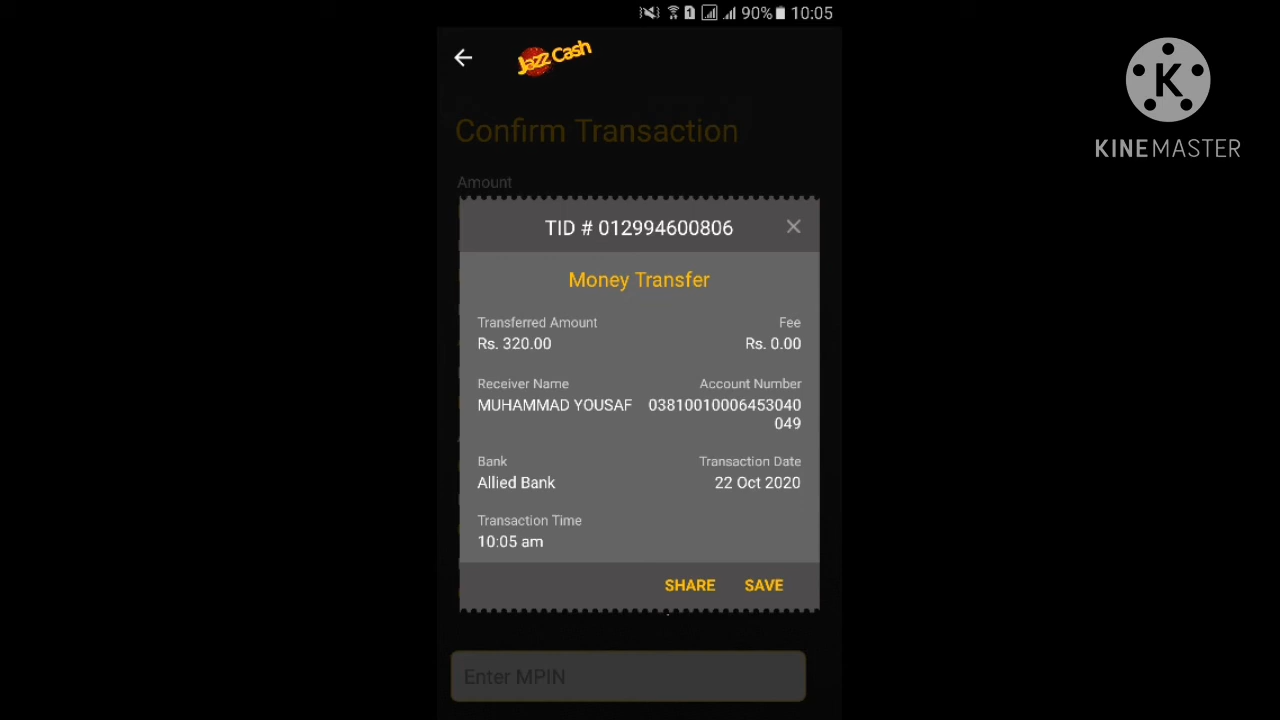 90% 10:05
Jazz Cash
K
KINEMASTER
Confirm Transaction
Amount
TID # 012994600806
Money Transfer
Transferred Amount Fee
Rs. 320.00 Rs. 0.00
Receiver Name Account Number
MUHAMMAD YOUSAF 03810010006453040
049
Bank Transaction Date
Allied Bank 22 Oct 2020
Transaction Time
10:05 am
SHARE SAVE
Enter MPIN